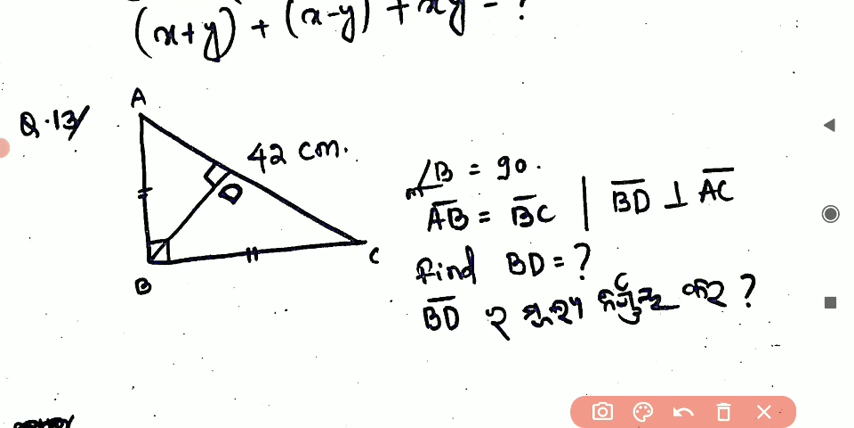 (x+y) + (x-y) + xy = ?
Q.13/
A
42 cm.
D
B
C
∠B = 90.
m
AB = BC | BD ⊥ AC
find BD = ?
BD ର ମୂଲ୍ୟ ନିର୍ଣ୍ଣୟ କର ?